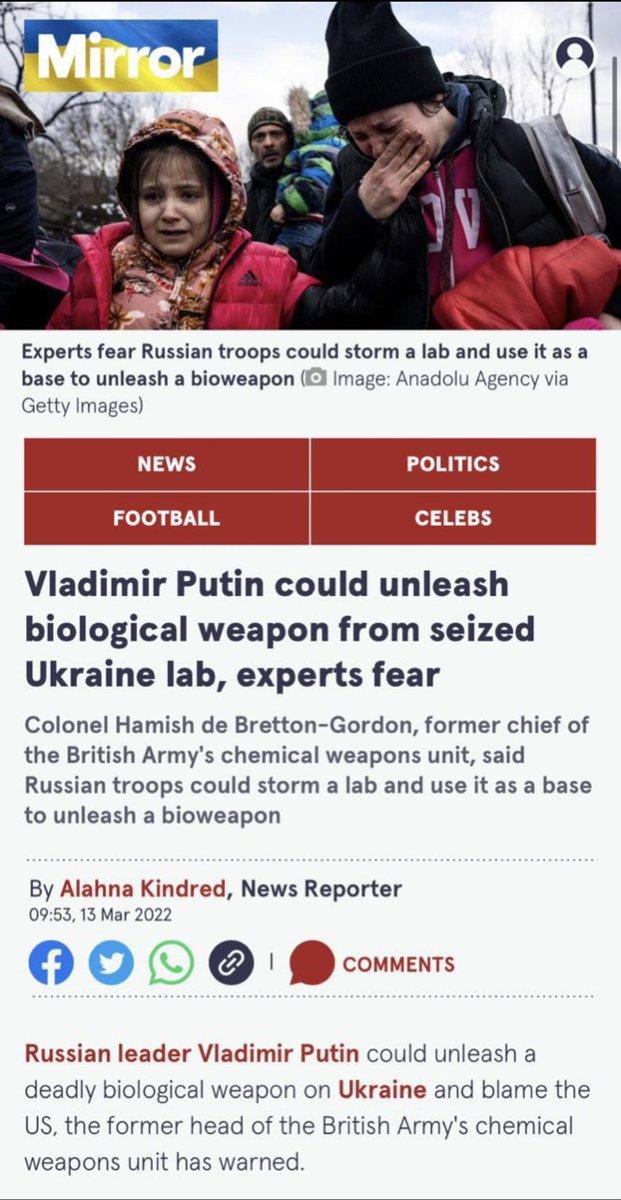 Mirror
DV
adidas
Experts fear Russian troops could storm a lab and use it as a
base to unleash a bioweapon ( Image: Anadolu Agency via
Getty Images)
NEWS
POLITICS
FOOTBALL
CELEBS
Vladimir Putin could unleash
biological weapon from seized
Ukraine lab, experts fear
Colonel Hamish de Bretton-Gordon, former chief of
the British Army's chemical weapons unit, said
Russian troops could storm a lab and use it as a base
to unleash a bioweapon
By Alahna Kindred, News Reporter
09:53, 13 Mar 2022
COMMENTS
Russian leader Vladimir Putin could unleash a
deadly biological weapon on Ukraine and blame the
US, the former head of the British Army's chemical
weapons unit has warned.